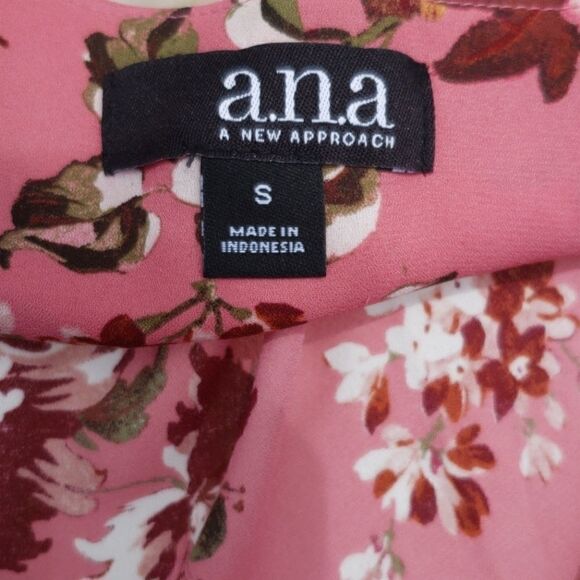 a.n.a
A NEW APPROACH
S
MADE IN
INDONESIA